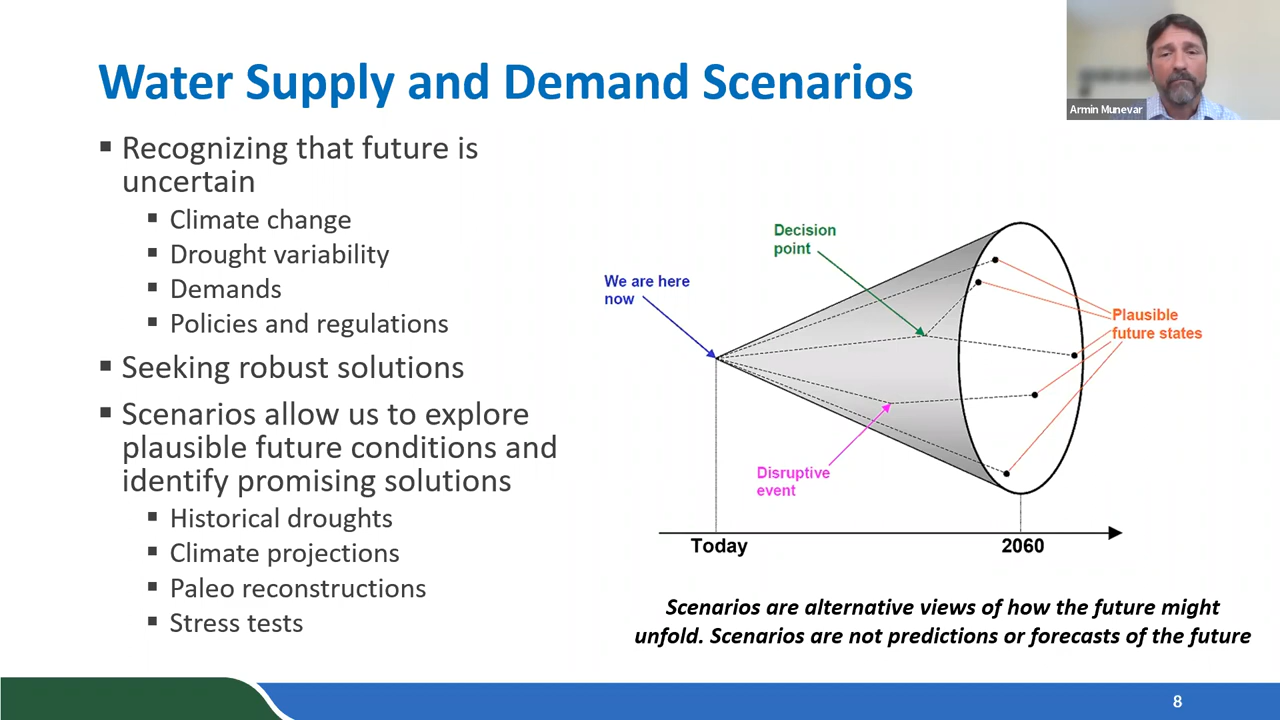 Water Supply and Demand Scenarios
Armin Munevar
▪ Recognizing that future is
uncertain
▪ Climate change
▪ Drought variability
▪ Demands
▪ Policies and regulations
▪ Seeking robust solutions
▪ Scenarios allow us to explore
plausible future conditions and
identify promising solutions
▪ Historical droughts
▪ Climate projections
▪ Paleo reconstructions
▪ Stress tests
Decision
point
We are here
now
Plausible
future states
Disruptive
event
Today
2060
Scenarios are alternative views of how the future might
unfold. Scenarios are not predictions or forecasts of the future
8